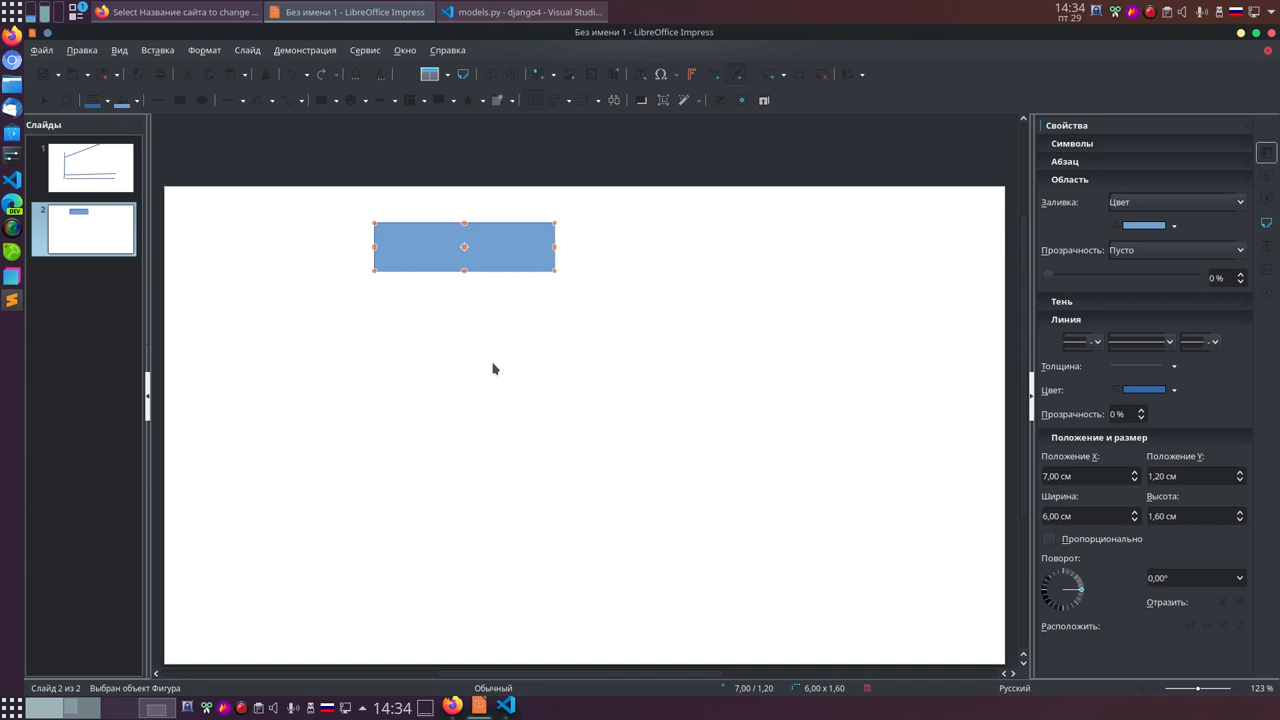 1
Select Название сайта to change ...
Без имени 1 - LibreOffice Impress
models.py - django4 - Visual Studi...
14:34
пт 29
Без имени 1 - LibreOffice Impress
Файл Правка Вид Вставка Формат Слайд Демонстрация Сервис Окно Справка
Слайды
1
2
DEV
Свойства
Символы
Абзац
Область
Заливка: Цвет
Прозрачность: Пусто
0 %
Тень
Линия
Толщина:
Цвет:
Прозрачность: 0 %
Положение и размер
Положение X: Положение Y:
7,00 см 1,20 см
Ширина: Высота:
6,00 см 1,60 см
Пропорционально
Поворот:
0,00°
Отразить:
Расположить:
Слайд 2 из 2 Выбран объект Фигура Обычный 7,00 / 1,20 6,00 x 1,60 Русский 123 %
14:34